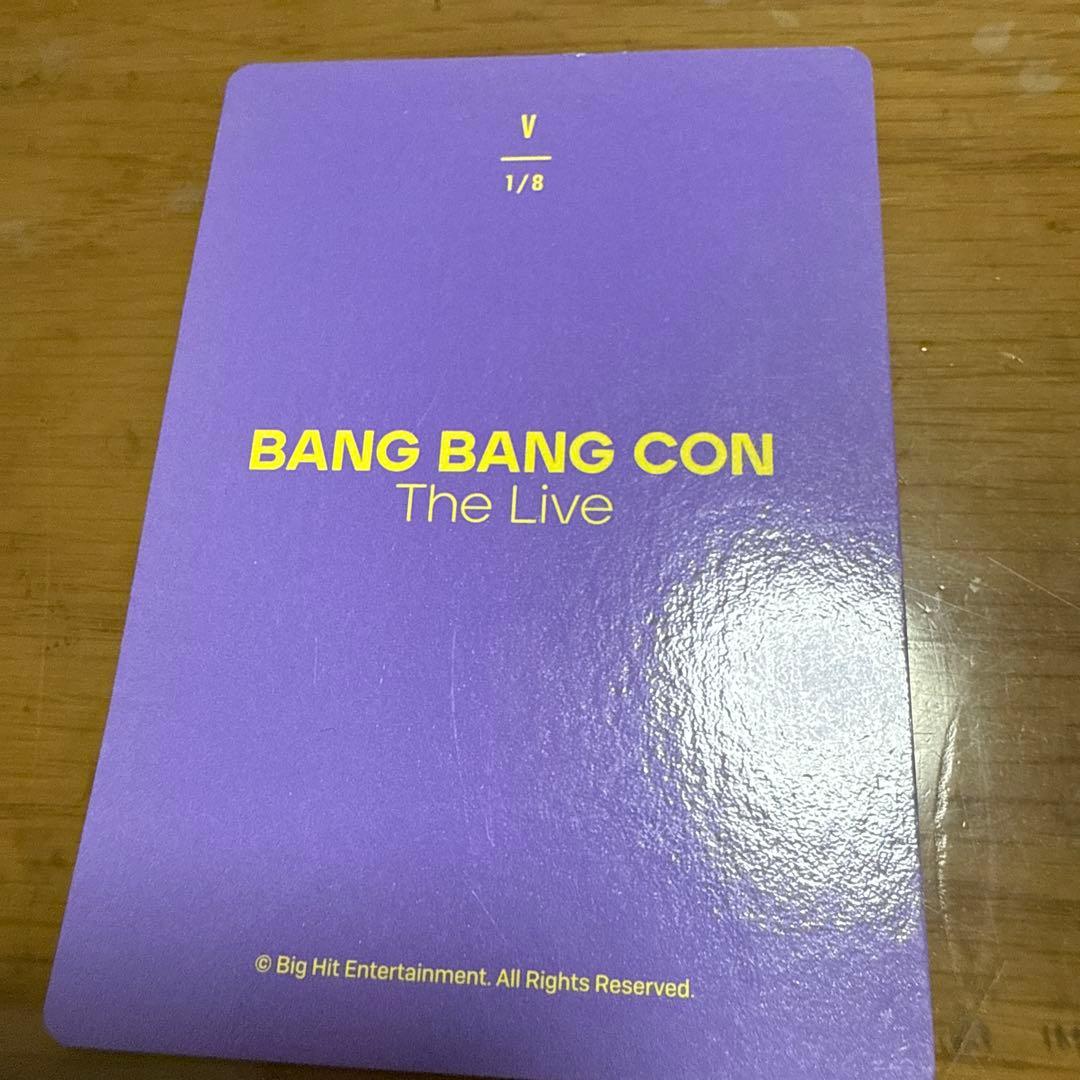 V
1/8
BANG BANG CON
The Live
© Big Hit Entertainment. All Rights Reserved.